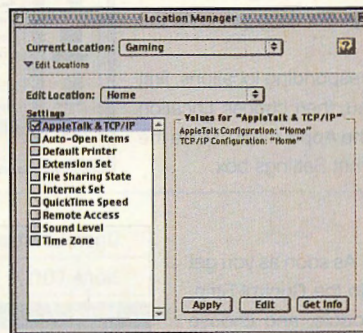 Location Manager
Current Location: Gaming
Edit Locations
Edit Location: Home
Settings
AppleTalk & TCP/IP
Auto-Open Items
Default Printer
Extension Set
File Sharing State
Internet Set
QuickTime Speed
Remote Access
Sound Level
Time Zone
Values for "AppleTalk & TCP/IP"
AppleTalk Configuration: "Home"
TCP/IP Configuration: "Home"
Apply Edit Get Info